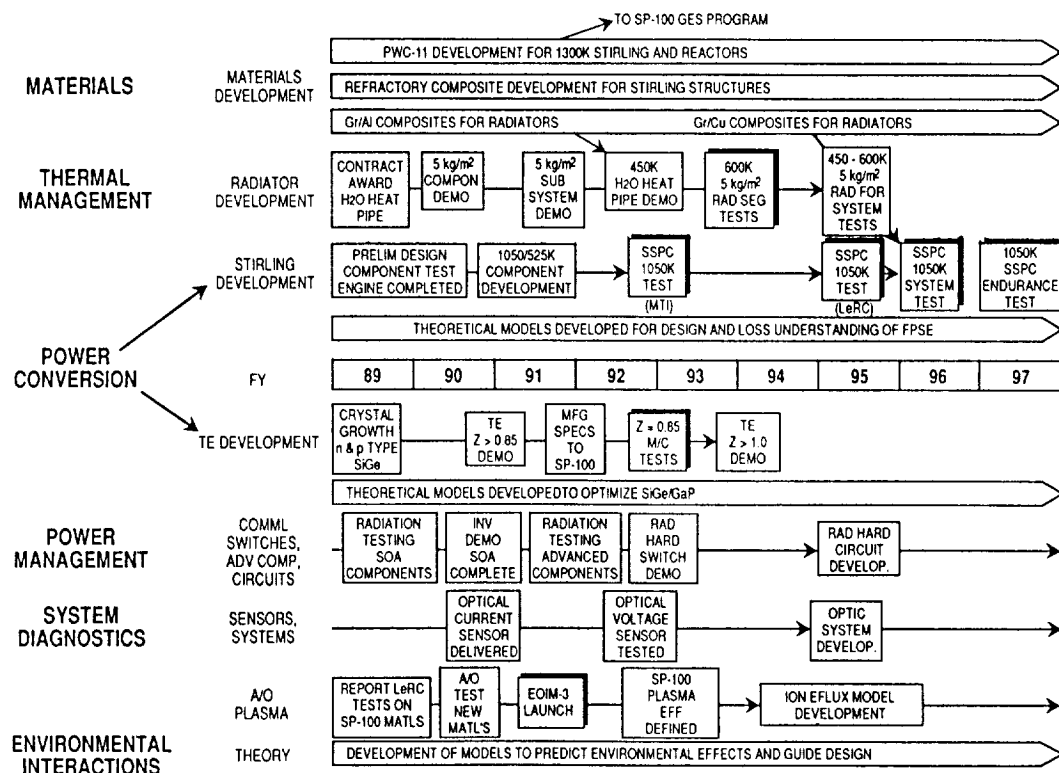 TO SP-100 GES PROGRAM
PWC-11 DEVELOPMENT FOR 1300K STIRLING AND REACTORS
MATERIALS
MATERIALS
DEVELOPMENT
REFRACTORY COMPOSITE DEVELOPMENT FOR STIRLING STRUCTURES
Gr/Al COMPOSITES FOR RADIATORS
Gr/Cu COMPOSITES FOR RADIATORS
THERMAL
MANAGEMENT
RADIATOR
DEVELOPMENT
CONTRACT
AWARD
H2O HEAT
PIPE
5 kg/m²
COMPON
DEMO
5 kg/m²
SUB
SYSTEM
DEMO
450K
H2O HEAT
PIPE DEMO
600K
5 kg/m²
RAD SEG
TESTS
450 - 600K
5 kg/m²
RAD FOR
SYSTEM
TESTS
STIRLING
DEVELOPMENT
PRELIM DESIGN
COMPONENT TEST
ENGINE COMPLETED
1050/525K
COMPONENT
DEVELOPMENT
SSPC
1050K
TEST
(MTI)
SSPC
1050K
TEST
(LeRC)
SSPC
1050K
SYSTEM
TEST
1050K
SSPC
ENDURANCE
TEST
THEORETICAL MODELS DEVELOPED FOR DESIGN AND LOSS UNDERSTANDING OF FPSE
POWER
CONVERSION
FY
89
90
91
92
93
94
95
96
97
TE DEVELOPMENT
CRYSTAL
GROWTH
n & p TYPE
SiGe
TE
Z > 0.85
DEMO
MFG
SPECS
TO
SP-100
Z = 0.85
M/C
TESTS
TE
Z > 1.0
DEMO
THEORETICAL MODELS DEVELOPEDTO OPTIMIZE SiGe/GaP
POWER
MANAGEMENT
COMML
SWITCHES,
ADV COMP,
CIRCUITS
RADIATION
TESTING
SOA
COMPONENTS
INV
DEMO
SOA
COMPLETE
RADIATION
TESTING
ADVANCED
COMPONENTS
RAD
HARD
SWITCH
DEMO
RAD HARD
CIRCUIT
DEVELOP.
SYSTEM
DIAGNOSTICS
SENSORS,
SYSTEMS
OPTICAL
CURRENT
SENSOR
DELIVERED
OPTICAL
VOLTAGE
SENSOR
TESTED
OPTIC
SYSTEM
DEVELOP.
A/O
PLASMA
REPORT LeRC
TESTS ON
SP-100 MATLS
A/O
TEST
NEW
MATL'S
EOIM-3
LAUNCH
SP-100
PLASMA
EFF
DEFINED
ION EFLUX MODEL
DEVELOPMENT
ENVIRONMENTAL
INTERACTIONS
THEORY
DEVELOPMENT OF MODELS TO PREDICT ENVIRONMENTAL EFFECTS AND GUIDE DESIGN